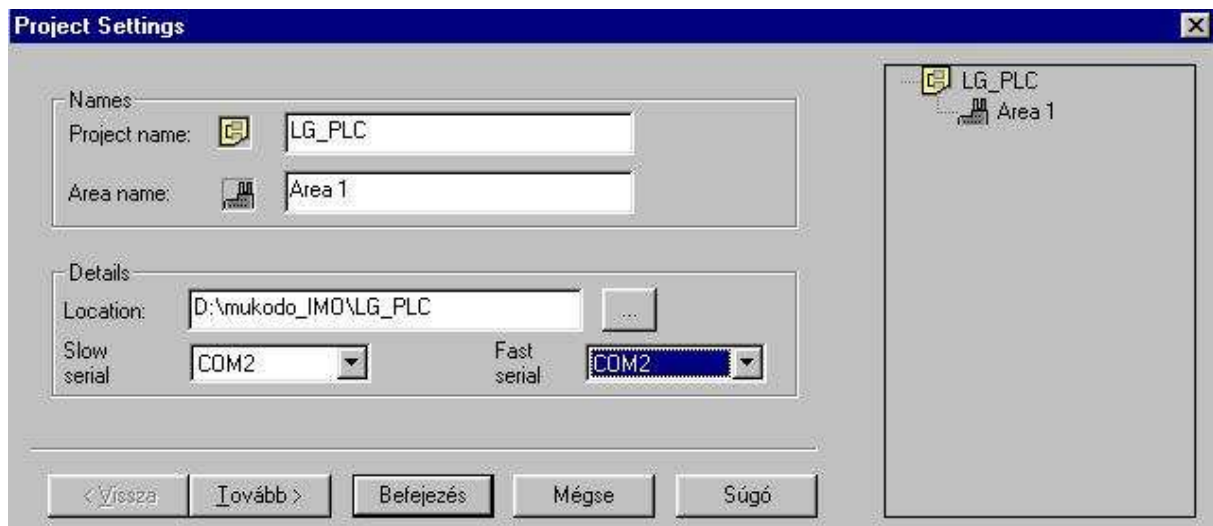 Project Settings
Names
Project name:
LG_PLC
Area name:
Area 1
Details
Location:
D:\mukodo_IMO\LG_PLC
...
Slow
serial
COM2
Fast
serial
COM2
< Vissza
Tovább >
Befejezés
Mégse
Súgó
LG_PLC
Area 1